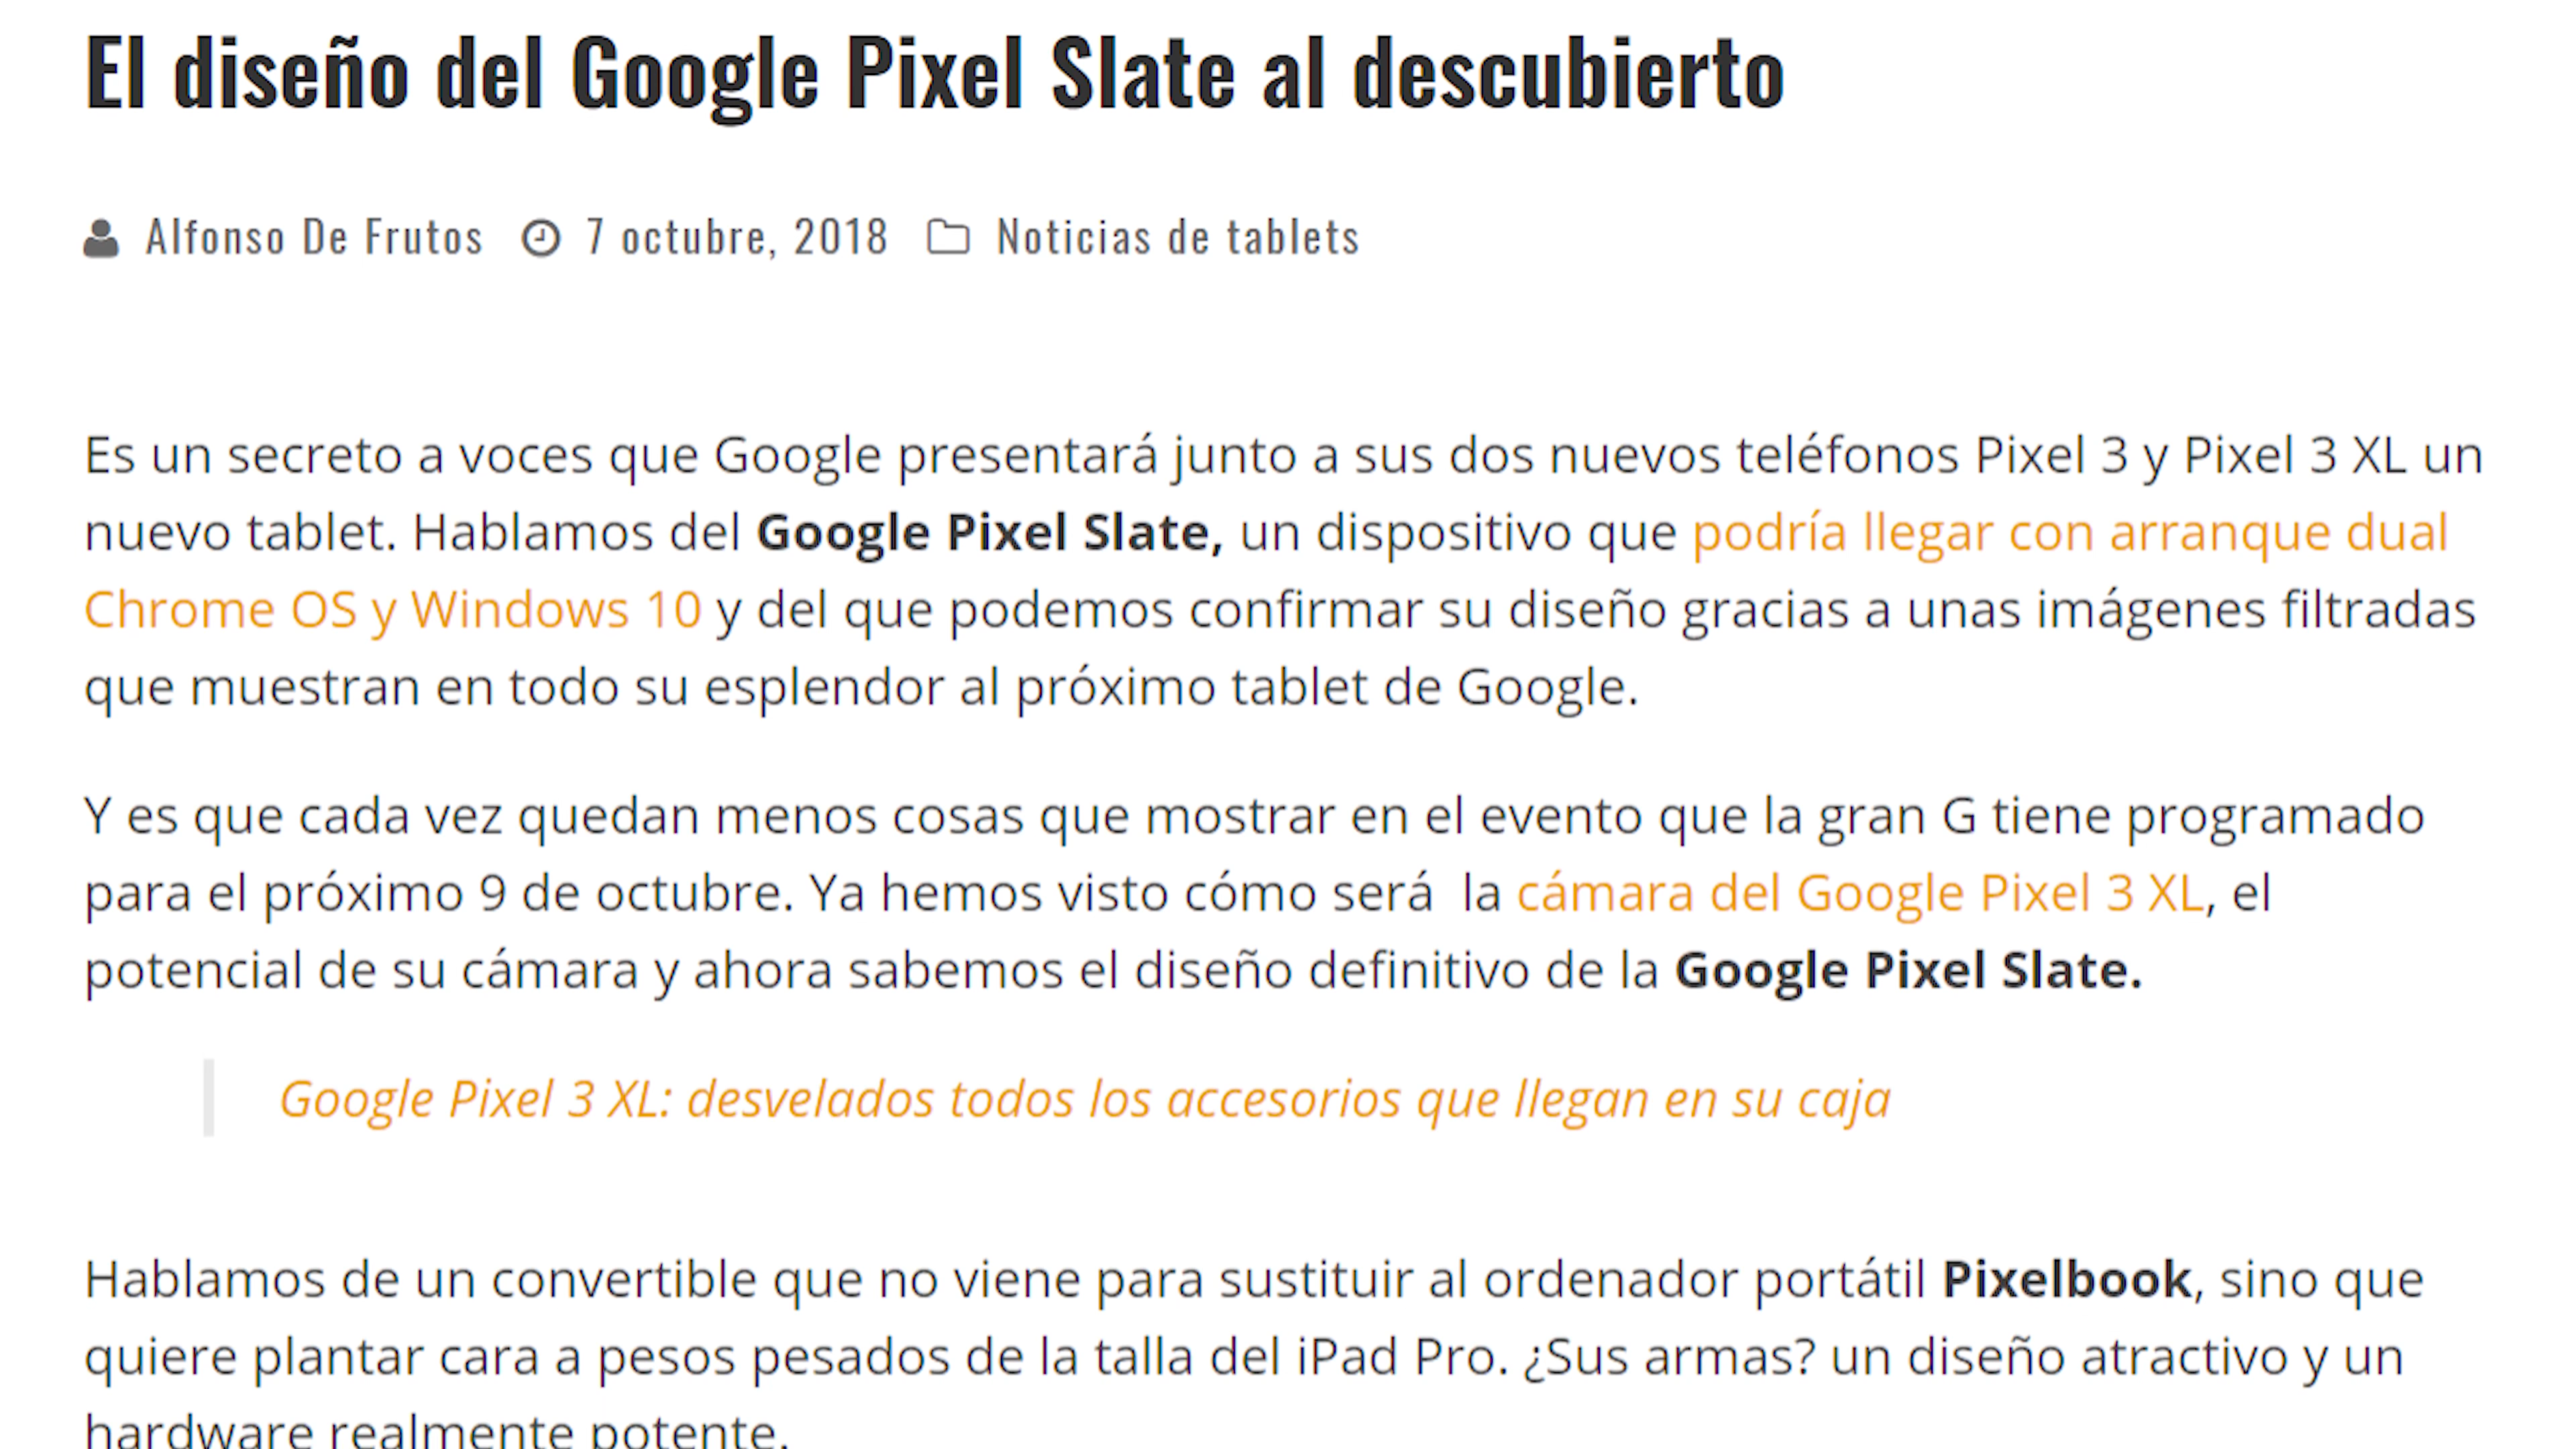 El diseño del Google Pixel Slate al descubierto
Alfonso De Frutos 7 octubre, 2018 Noticias de tablets
Es un secreto a voces que Google presentará junto a sus dos nuevos teléfonos Pixel 3 y Pixel 3 XL un
nuevo tablet. Hablamos del Google Pixel Slate, un dispositivo que podría llegar con arranque dual
Chrome OS y Windows 10 y del que podemos confirmar su diseño gracias a unas imágenes filtradas
que muestran en todo su esplendor al próximo tablet de Google.
Y es que cada vez quedan menos cosas que mostrar en el evento que la gran G tiene programado
para el próximo 9 de octubre. Ya hemos visto cómo será  la cámara del Google Pixel 3 XL, el
potencial de su cámara y ahora sabemos el diseño definitivo de la Google Pixel Slate.
Google Pixel 3 XL: desvelados todos los accesorios que llegan en su caja
Hablamos de un convertible que no viene para sustituir al ordenador portátil Pixelbook, sino que
quiere plantar cara a pesos pesados de la talla del iPad Pro. ¿Sus armas? un diseño atractivo y un
hardware realmente potente.